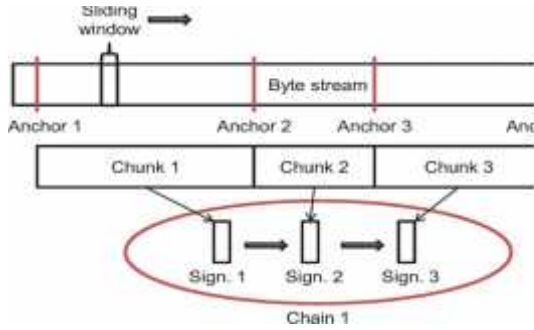 Sliding
window
Byte stream
Anchor 1 Anchor 2 Anchor 3 Anc
Chunk 1 Chunk 2 Chunk 3
Sign. 1 Sign. 2 Sign. 3
Chain 1